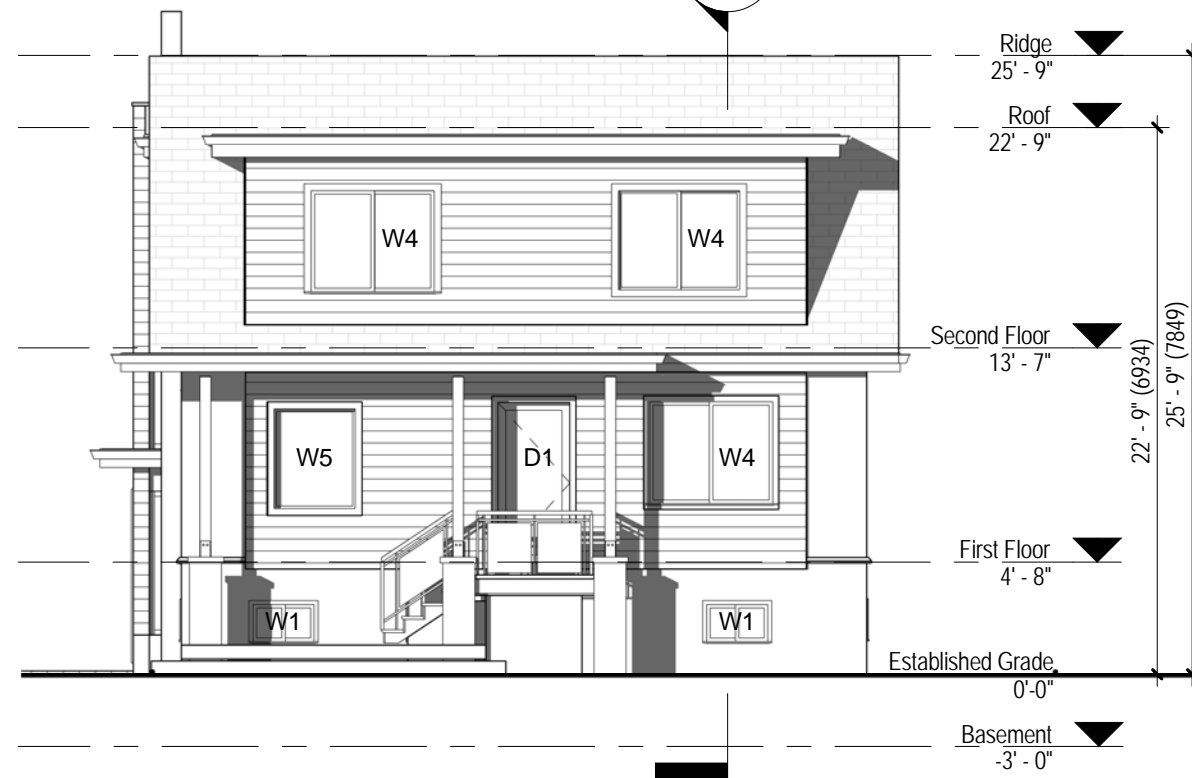 Ridge
25' - 9"
Roof
22' - 9"
W4
W4
Second Floor
13' - 7"
22' - 9" (6934)
25' - 9" (7849)
W5
D1
W4
First Floor
4' - 8"
W1
W1
Established Grade
0'-0"
Basement
-3' - 0"